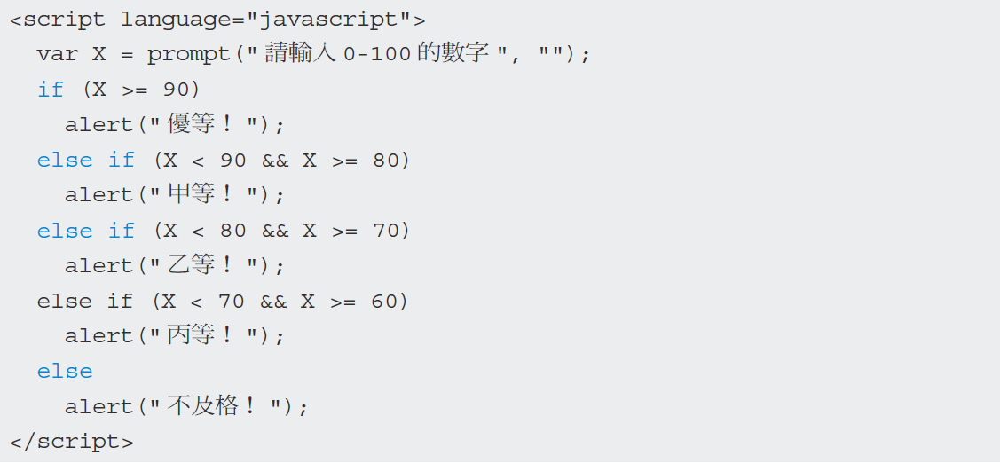 <script language="javascript">
  var X = prompt("請輸入 0-100 的數字 ", "");
  if (X >= 90)
    alert("優等！ ");
  else if (X < 90 && X >= 80)
    alert("甲等！ ");
  else if (X < 80 && X >= 70)
    alert("乙等！ ");
  else if (X < 70 && X >= 60)
    alert("丙等！ ");
  else
    alert("不及格！ ");
</script>